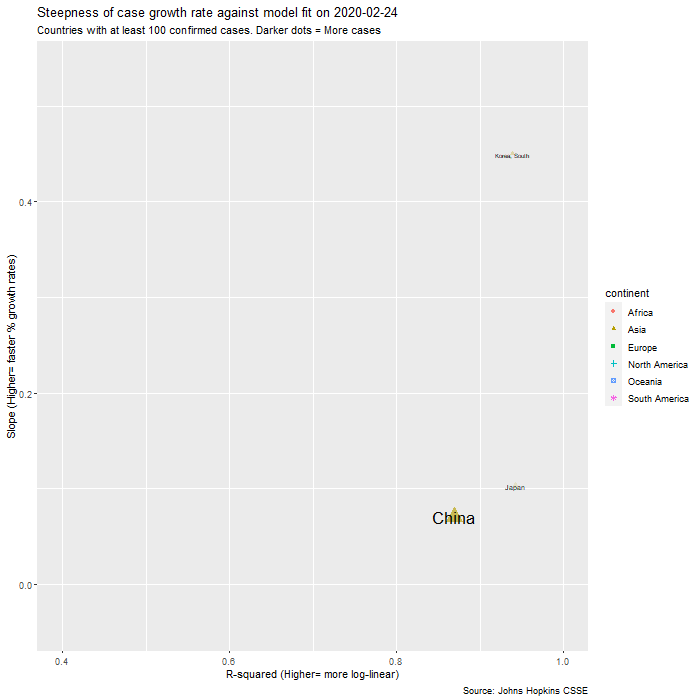 Steepness of case growth rate against model fit on 2020-02-24
Countries with at least 100 confirmed cases. Darker dots = More cases
Slope (Higher= faster % growth rates)
0.4
0.2
0.0
Korea, South
Japan
China
0.4
0.6
0.8
1.0
R-squared (Higher= more log-linear)
continent
Africa
Asia
Europe
North America
Oceania
South America
Source: Johns Hopkins CSSE